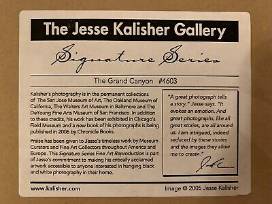 The Jesse Kalisher Gallery
Signature Series
The Grand Canyon #4603
Kalisher's photography is in the permanent collections
of The San Jose Museum of Art, The Oakland Museum of
California, The Walters Art Museum in Baltimore and The
DeYoung Fine Arts Museum of San Francisco. In addition
to these credits, his work has been exhibited in Chicago's
Field Museum and a new book of his photographs is being
published in 2006 by Chronicle Books.
Praise has been given to Jesse's timeless work by Museum
Curators and Fine Art Collectors throughout America and
Europe. This Signature Series Fine Art Reproduction is part
of Jesse's commitment to making his critically acclaimed
artwork accessible to anyone interested in hanging black
and white photography in their home.
"A great photograph tells
a story." Jesse says. "It
evokes an emotion. And
great photographs, like all
great stories, are all around
us. I am intrigued, indeed
seduced by these stories
and the images they allow
me to create."
www.kalisher.com
Image © 2005 Jesse Kalisher